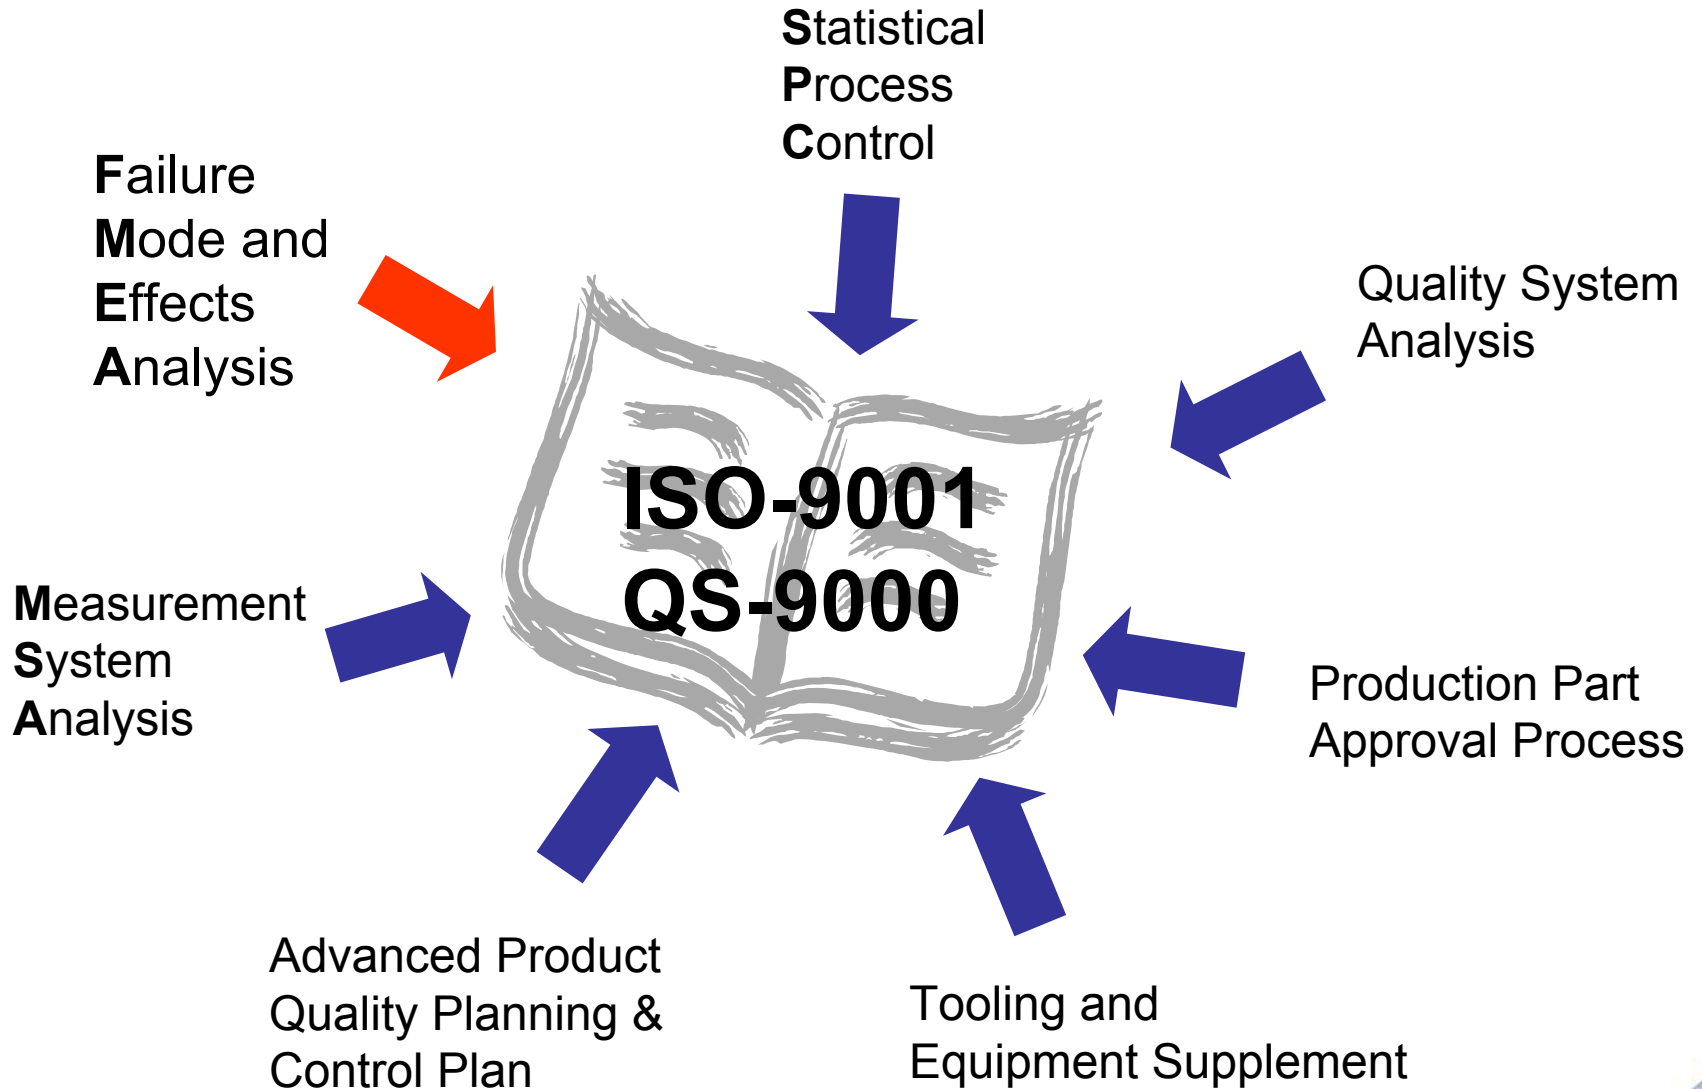 Statistical
Process
Control
Failure
Mode and
Effects
Analysis
Quality System
Analysis
ISO-9001
QS-9000
Measurement
System
Analysis
Production Part
Approval Process
Advanced Product
Quality Planning &
Control Plan
Tooling and
Equipment Supplement